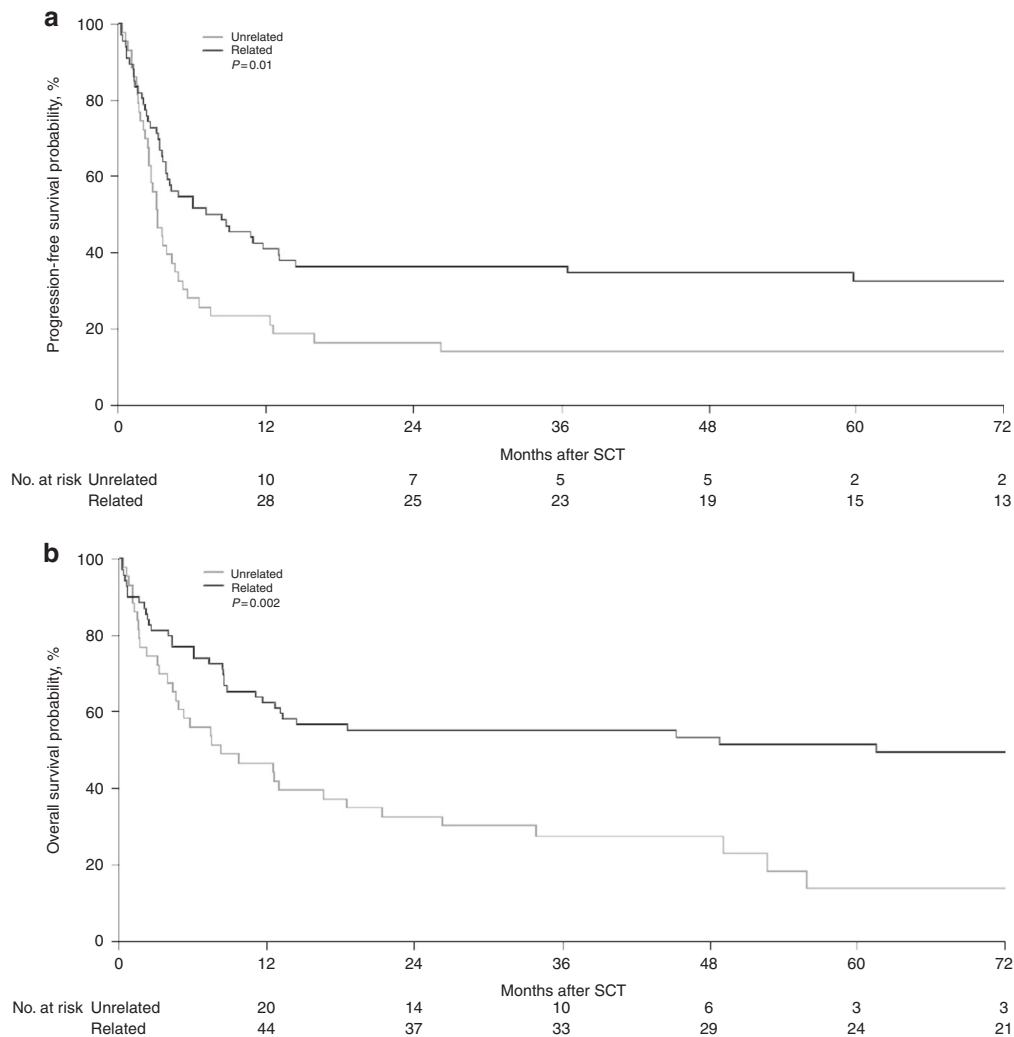 a
Progression-free survival probability, %
100
80
60
40
20
0
Unrelated
Related
P=0.01
0 12 24 36 48 60 72
Months after SCT
No. at risk Unrelated 10 7 5 5 2 2
Related 28 25 23 19 15 13
b
Overall survival probability, %
100
80
60
40
20
0
Unrelated
Related
P=0.002
0 12 24 36 48 60 72
Months after SCT
No. at risk Unrelated 20 14 10 6 3 3
Related 44 37 33 29 24 21